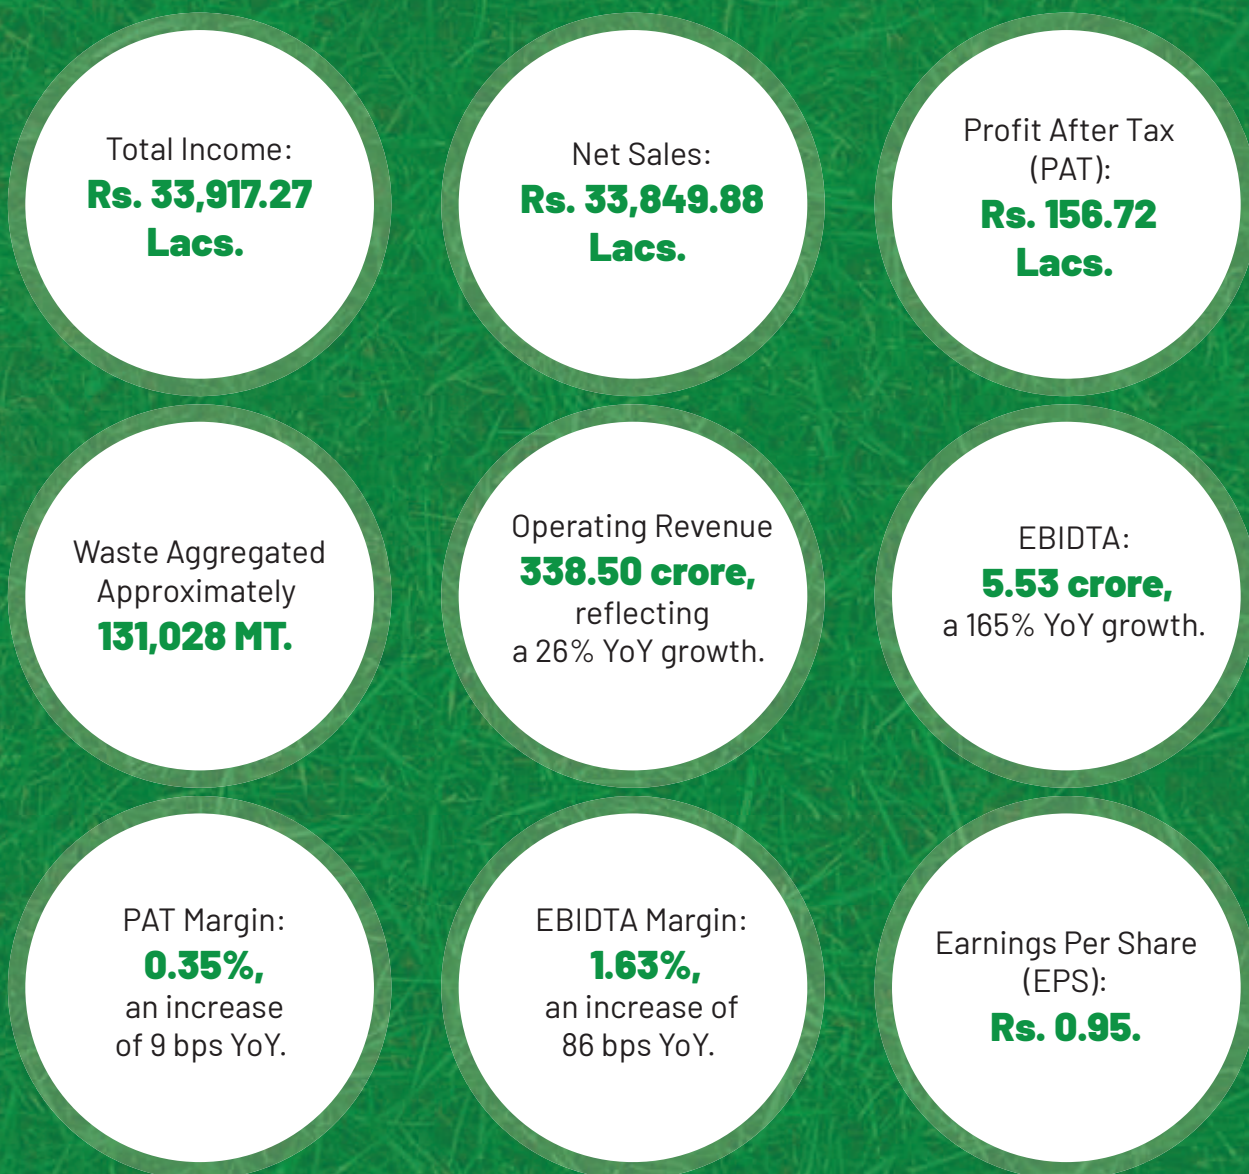 Total Income:
Rs. 33,917.27
Lacs.
Net Sales:
Rs. 33,849.88
Lacs.
Profit After Tax
(PAT):
Rs. 156.72
Lacs.
Waste Aggregated
Approximately
131,028 MT.
Operating Revenue
338.50 crore,
reflecting
a 26% YoY growth.
EBIDTA:
5.53 crore,
a 165% YoY growth.
PAT Margin:
0.35%,
an increase
of 9 bps YoY.
EBIDTA Margin:
1.63%,
an increase of
86 bps YoY.
Earnings Per Share
(EPS):
Rs. 0.95.